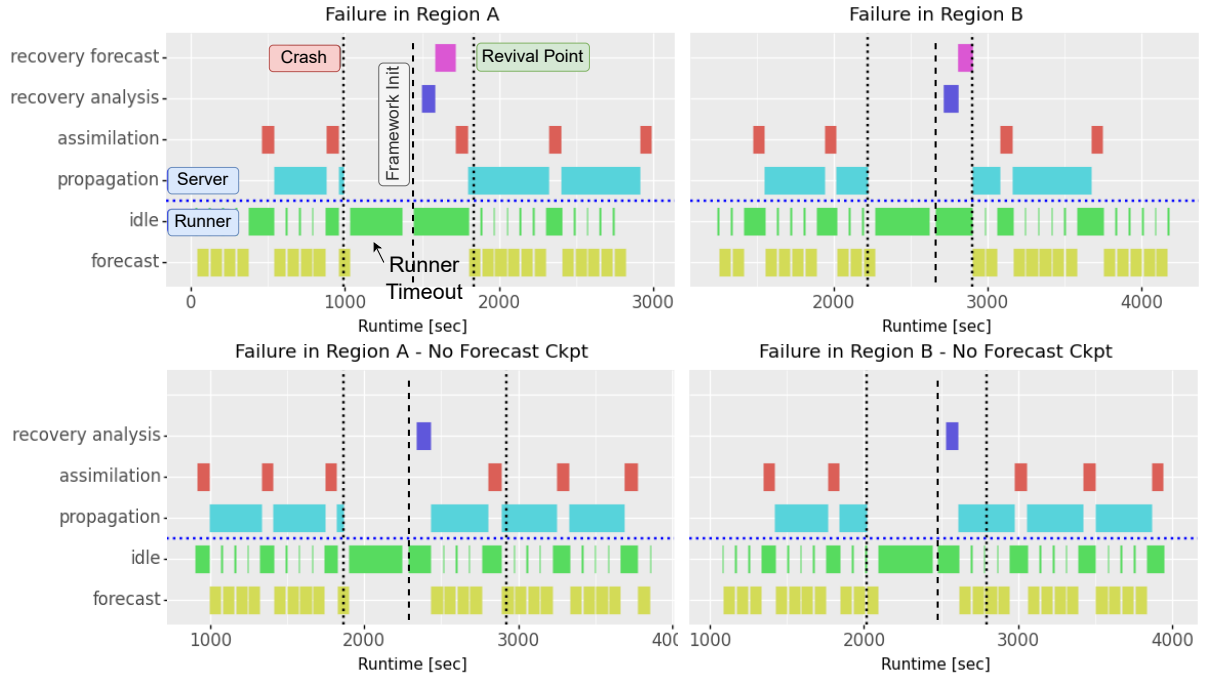 Failure in Region A
Failure in Region B
recovery forecast
Crash
Revival Point
Framework Init
recovery analysis
assimilation
propagation
Server
idle
Runner
forecast
Runner
Timeout
0
1000
2000
3000
2000
3000
4000
Runtime [sec]
Runtime [sec]
Failure in Region A - No Forecast Ckpt
Failure in Region B - No Forecast Ckpt
recovery analysis
assimilation
propagation
idle
forecast
1000
2000
3000
400
1000
2000
3000
4000
Runtime [sec]
Runtime [sec]